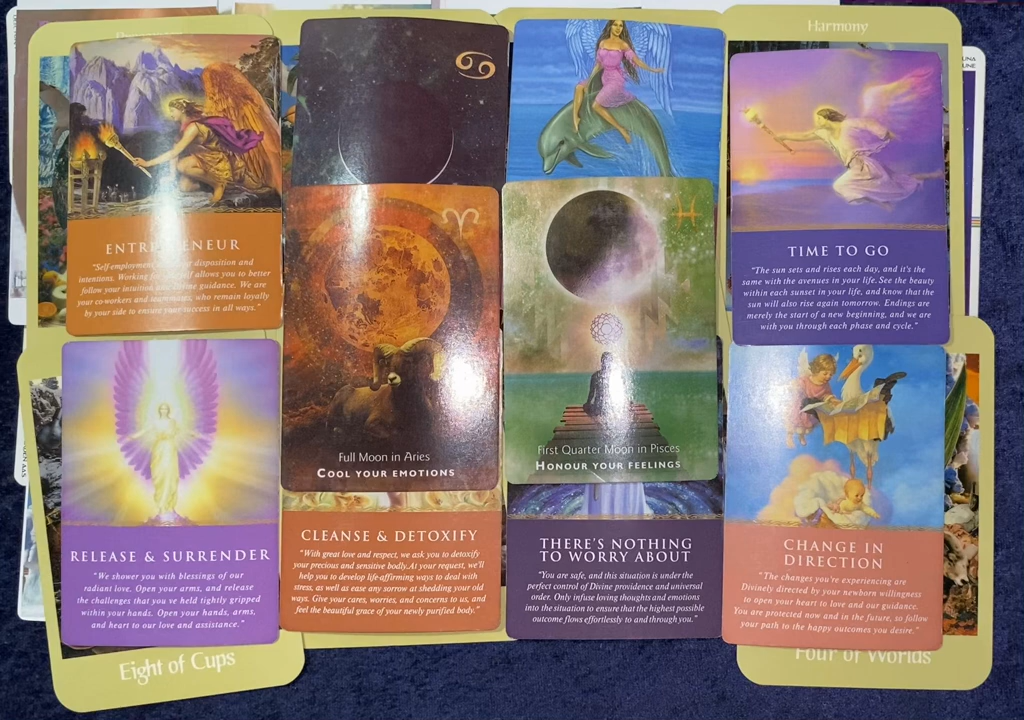 Harmony
ENTREPRENEUR
"Self-employment your disposition and
intentions. Working for yourself allows you to better
follow your intuition and divine guidance. We are
your co-workers and teammates, who remain loyally
by your side to ensure your success in all ways."
TIME TO GO
"The sun sets and rises each day, and it's the
same with the avenues in your life. See the beauty
within each sunset in your life, and know that the
sun will also rise again tomorrow. Endings are
merely the start of a new beginning, and we are
with you through each phase and cycle."
Full Moon in Aries
COOL YOUR EMOTIONS
First Quarter Moon in Pisces
HONOUR YOUR FEELINGS
RELEASE & SURRENDER
"We shower you with blessings of our
radiant love. Open your arms, and release
the challenges that you've held tightly gripped
within your hands. Open your hands, arms,
and heart to our love and assistance."
CLEANSE & DETOXIFY
"With great love and respect, we ask you to detoxify
your precious and sensitive body. At your request, we'll
help you to develop life-affirming ways to deal with
stress, as well as ease any sorrow at shedding your old
ways. Give your cares, worries, and concerns to us, and
feel the beautiful grace of your newly purified body."
THERE'S NOTHING
TO WORRY ABOUT
"You are safe, and this situation is under the
perfect control of Divine providence and universal
order. Only infuse loving thoughts and emotions
into the situation to ensure that the highest possible
outcome flows effortlessly to and through you."
CHANGE IN
DIRECTION
"The changes you're experiencing are
Divinely directed by your newborn willingness
to open your heart to love and our guidance.
You are protected now and in the future, so follow
your path to the happy outcomes you desire."
Eight of Cups
Four of Worlds